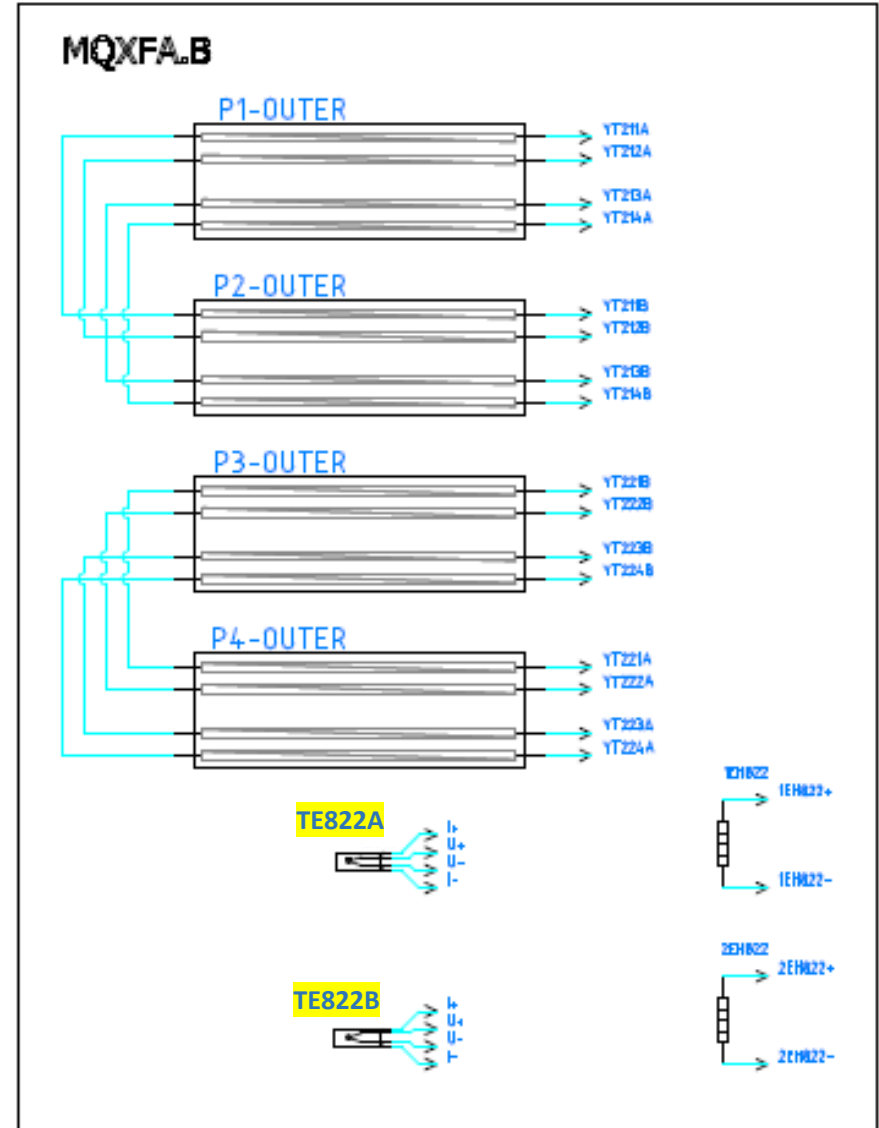 MQXFA.B
P1-OUTER
YT211A
YT212A
YT213A
YT214A
P2-OUTER
YT211B
YT212B
YT213B
YT214B
P3-OUTER
YT221B
YT222B
YT223B
YT224B
P4-OUTER
YT221A
YT222A
YT223A
YT224A
1EH822
1EH822+
TE822A
I+
U+
U-
I-
1EH822-
2EH822
2EH822+
TE822B
I+
U+
U-
I-
2EH822-